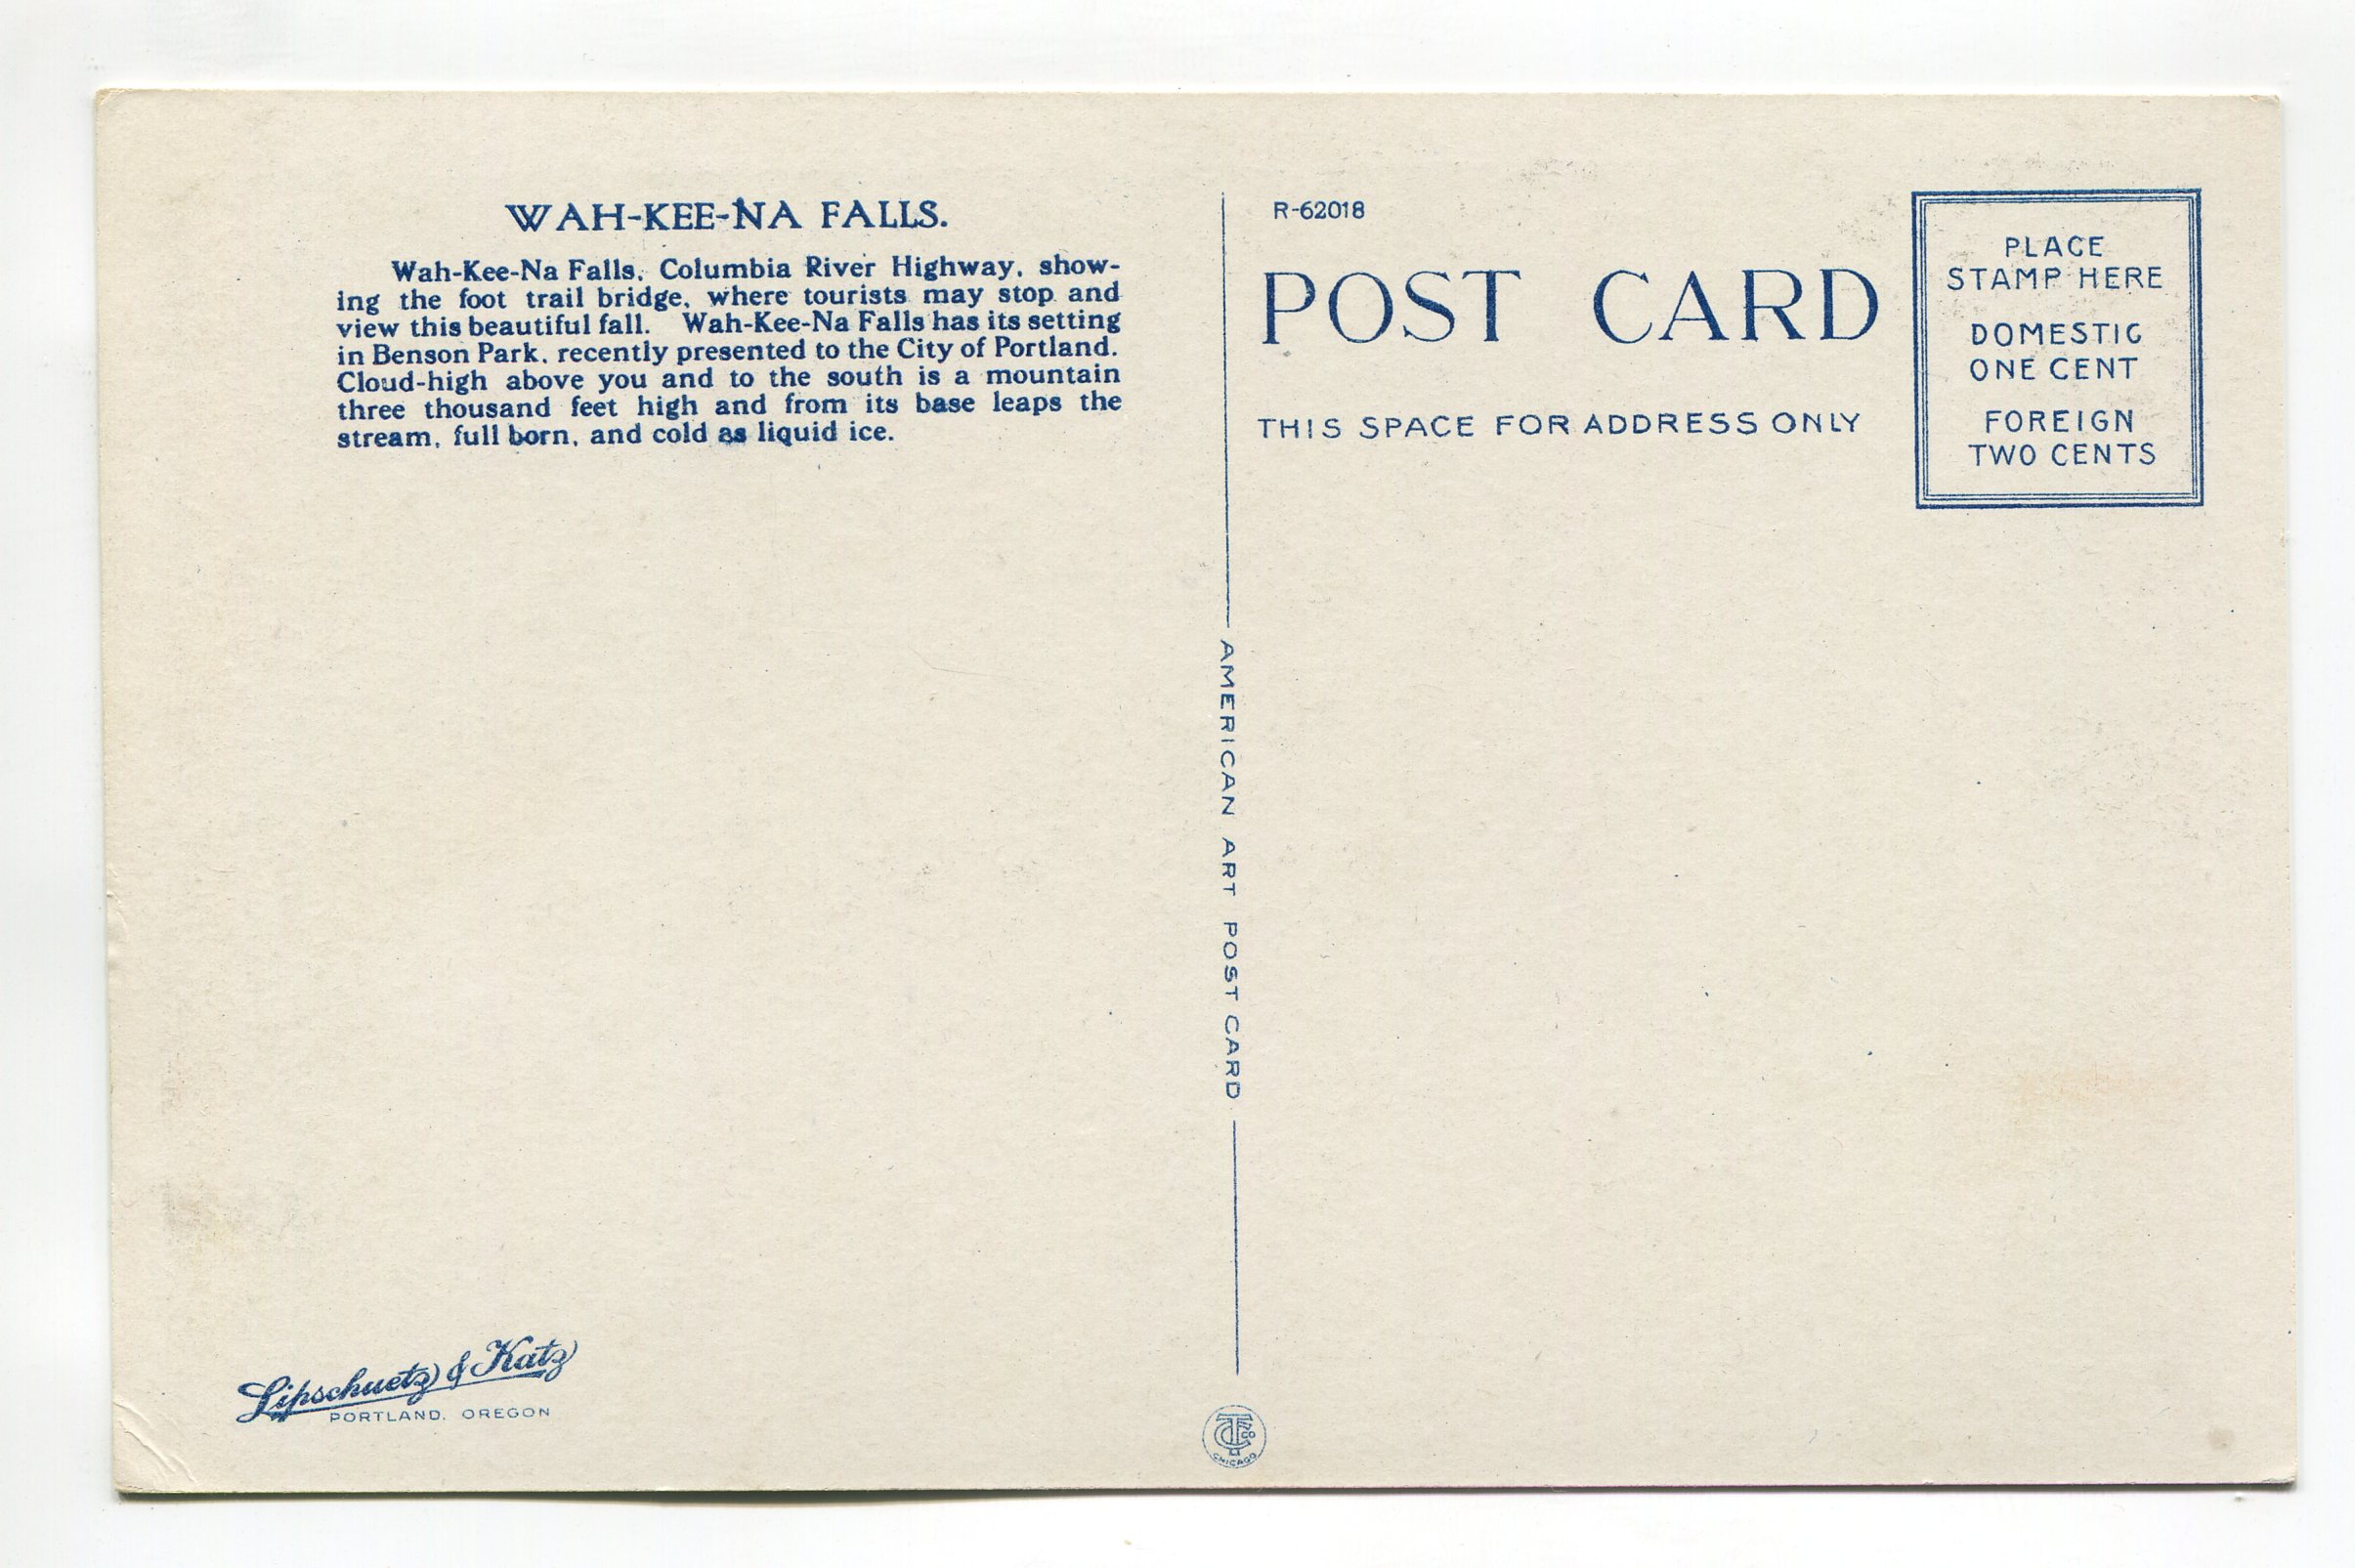 WAH-KEE-NA FALLS.
Wah-Kee-Na Falls, Columbia River Highway, show-
ing the foot trail bridge, where tourists may stop and
view this beautiful fall. Wah-Kee-Na Falls has its setting
in Benson Park, recently presented to the City of Portland.
Cloud-high above you and to the south is a mountain
three thousand feet high and from its base leaps the
stream, full born, and cold as liquid ice.
Lipschuetz & Katz
PORTLAND, OREGON
AMERICAN ART POST CARD
CT & CO
CHICAGO
R-62018
POST CARD
THIS SPACE FOR ADDRESS ONLY
PLACE
STAMP HERE
DOMESTIC
ONE CENT
FOREIGN
TWO CENTS